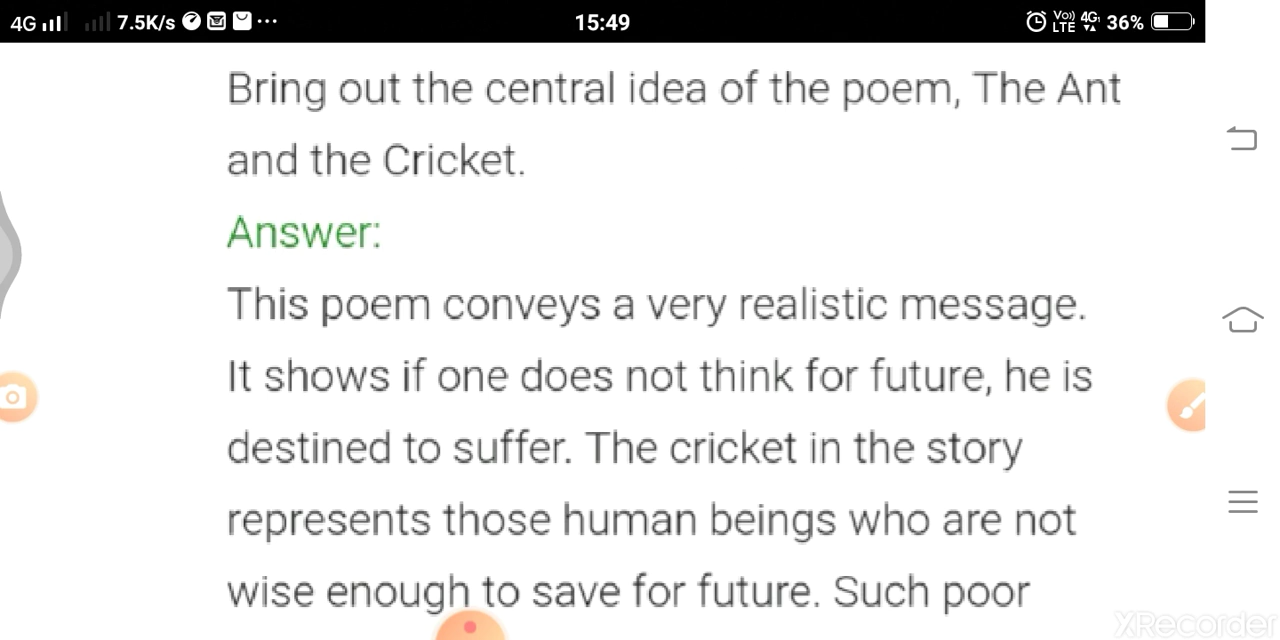 4G 7.5K/s ... 15:49 Vo) LTE 4G 36%
Bring out the central idea of the poem, The Ant
and the Cricket.
Answer:
This poem conveys a very realistic message.
It shows if one does not think for future, he is
destined to suffer. The cricket in the story
represents those human beings who are not
wise enough to save for future. Such poor
XRecorder